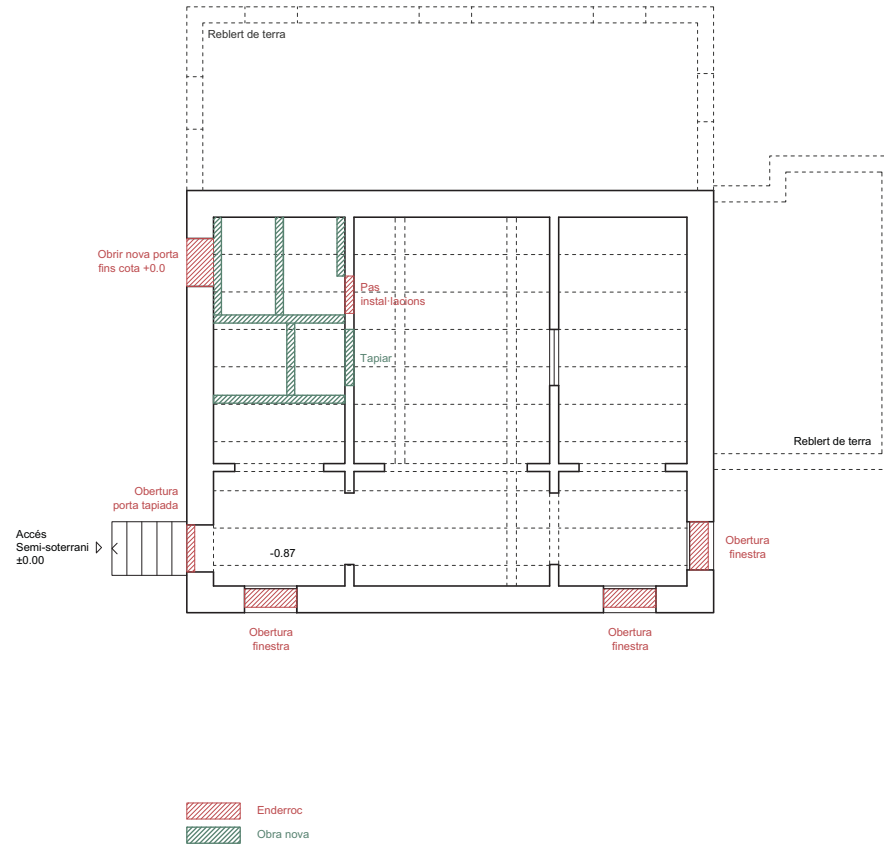 Reblert de terra
Obrir nova porta
fins cota +0.0
Pas
instal·lacions
Tapiar
Reblert de terra
Obertura
porta tapiada
Accés
Semi-soterrani
±0.00
-0.87
Obertura
finestra
Obertura
finestra
Obertura
finestra
Enderroc
Obra nova